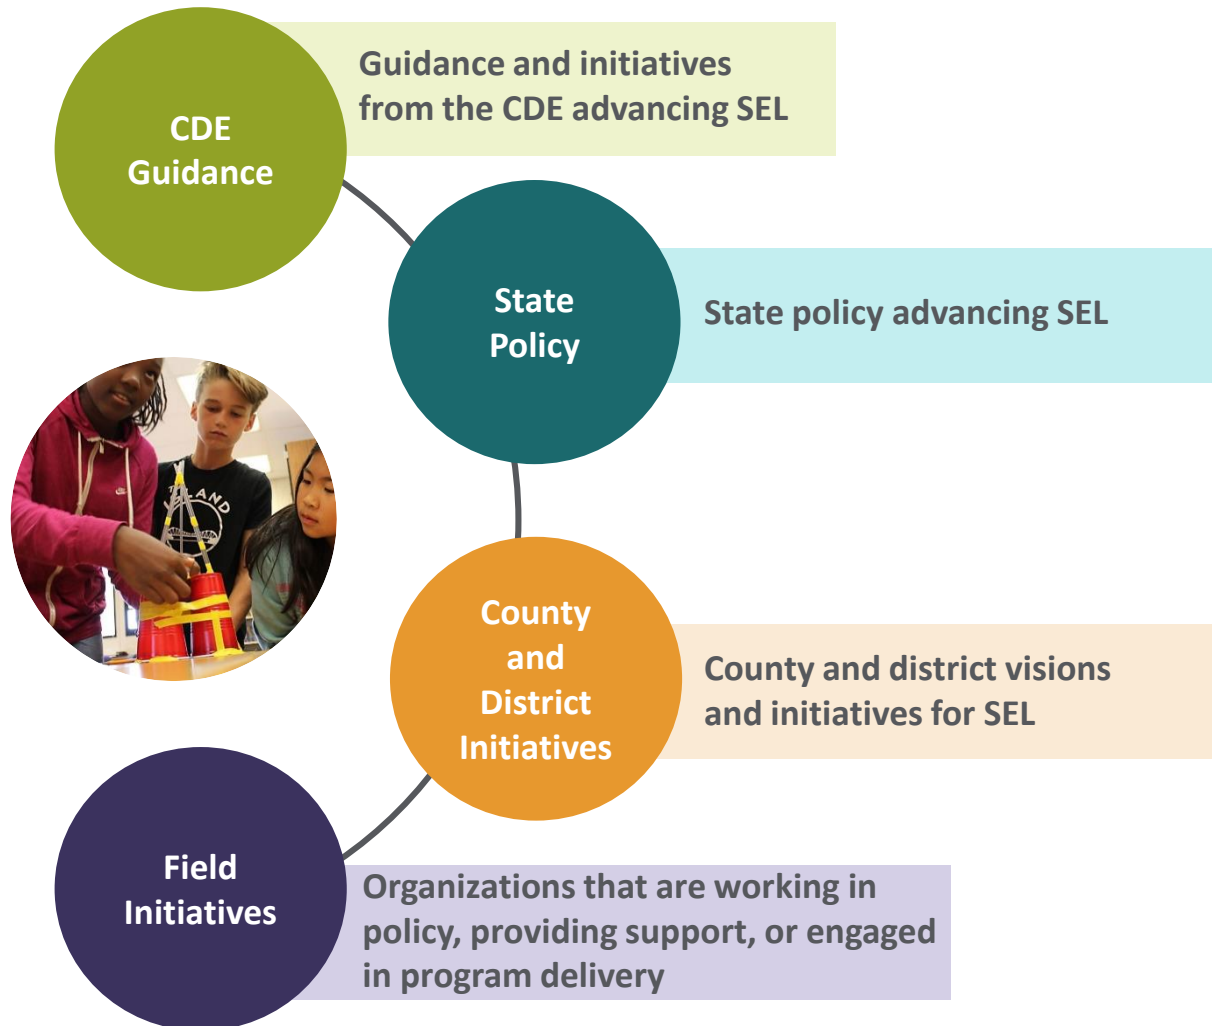 CDE
Guidance
Guidance and initiatives
from the CDE advancing SEL
State
Policy
State policy advancing SEL
County
and
District
Initiatives
County and district visions
and initiatives for SEL
Field
Initiatives
Organizations that are working in
policy, providing support, or engaged
in program delivery